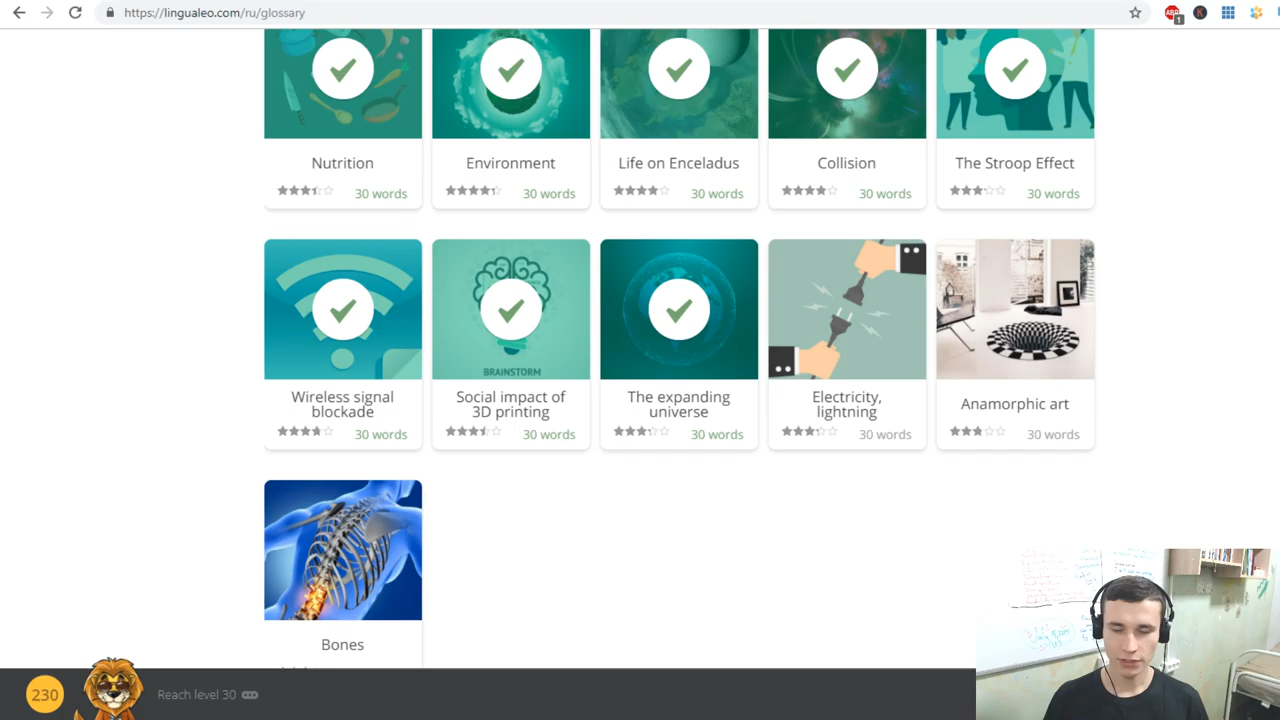 https://lingualeo.com/ru/glossary
ABP
1
K
Nutrition
30 words
Environment
30 words
Life on Enceladus
30 words
Collision
30 words
The Stroop Effect
30 words
BRAINSTORM
Wireless signal
blockade
30 words
Social impact of
3D printing
30 words
The expanding
universe
30 words
Electricity,
lightning
30 words
Anamorphic art
30 words
Bones
230
Reach level 30